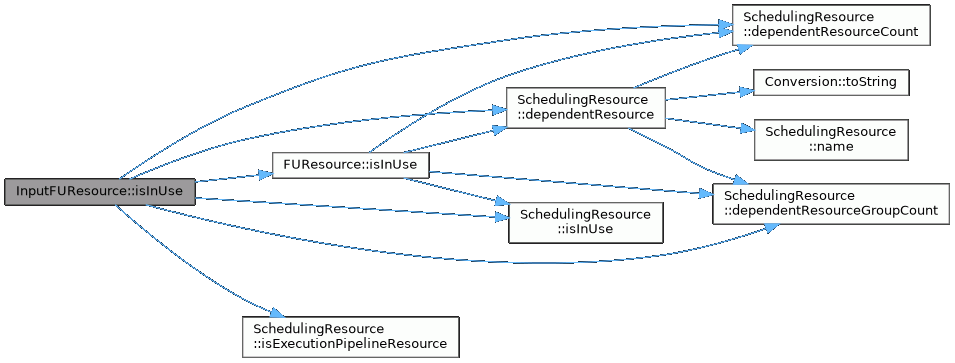 SchedulingResource
::dependentResourceCount
Conversion::toString
SchedulingResource
::dependentResource
SchedulingResource
::name
FUResource::isInUse
InputFUResource::isInUse
SchedulingResource
::dependentResourceGroupCount
SchedulingResource
::isInUse
SchedulingResource
::isExecutionPipelineResource